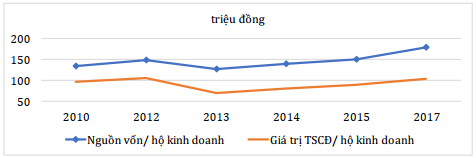 triệu đồng
200
150
100
50
2010 2012 2013 2014 2015 2017
Nguồn vốn/ hộ kinh doanh Giá trị TSCĐ/ hộ kinh doanh